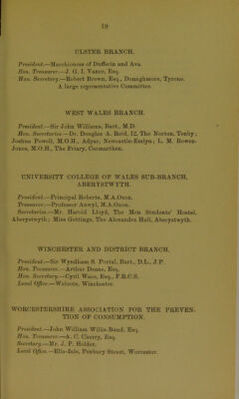 19
ULSTER BRANCH.
President.—Marchioness of Dufferin and Ava.
Hon. Treasurer.—J. G. I. Vance, Esq.
Hon. Secretary.—Robert Brown, Esq., Donaghmore, Tyrone.
A large representative Committee.
WEST WALES BRANCH.
President.—Sir John Williams, Bart., M.D.
Hon. Secretaries.—Dr. Douglas A. Reid, 12, The Norton, Tenby;
Joshua Powell, M.O.H., Adpar, Newcastle-Emlyn; L. M. Bowen-
Jones, M.O.H., The Priory, Carmarthen.
UNIVERSITY COLLEGE OF WALES SUB-BRANCH,
ABERYSTWYTH.
President.—Principal Roberts, M.A.Oxon.
Treasurer.—Professor Anwyl, M.A.Oxon.
Secretaries.—Mr. Harold Lloyd, The Men Students' Hostel,
Aberystwyth; Miss Gettings, The Alexandra Hall, Aberystwyth.
WINCHESTER AND DISTRICT BRANCH.
President.—Sir Wyndham S. Portal, Bart., D.L., J.P.
Hon. Treasurer.—Arthur Deane, Esq.
Hon. Secretary.—Cyril Wace, Esq., F.R.C.S.
Local Office.—Walcote, Winchester.
WORCESTERSHIRE ASSOCIATION FOR THE PREVEN-
TION OF CONSUMPTION.
President.—John William Willis-Bund, Esq.
Hon. Treasurer.—A. C. Cherry, Esq.
Secretary.—Mr. J. P. Holder.
Local Office.—Ellis-dale, Penbury Street, Worcester.